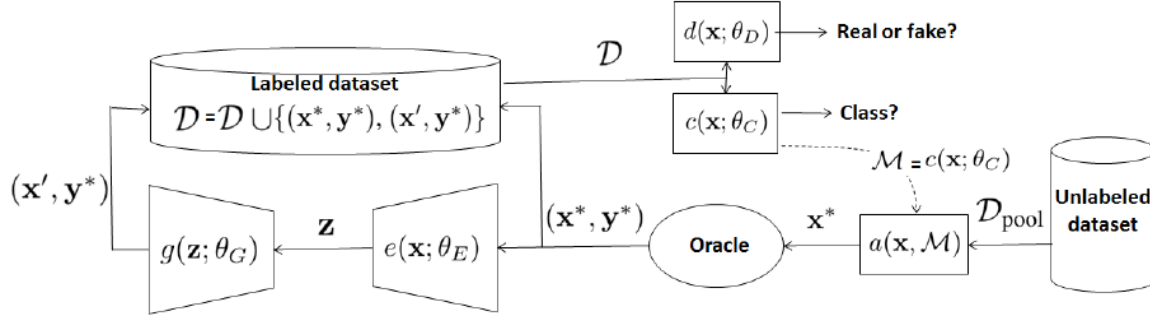 d(x; θ_D)
Real or fake?
𝒟
Labeled dataset
𝒟 = 𝒟 ⋃{(x*, y*), (x′, y*)}
c(x; θ_C)
Class?
ℳ = c(x; θ_C)
(x′, y*)
Unlabeled
dataset
z
(x*, y*)
x*
𝒟_pool
g(z; θ_G)
e(x; θ_E)
Oracle
a(x, ℳ)